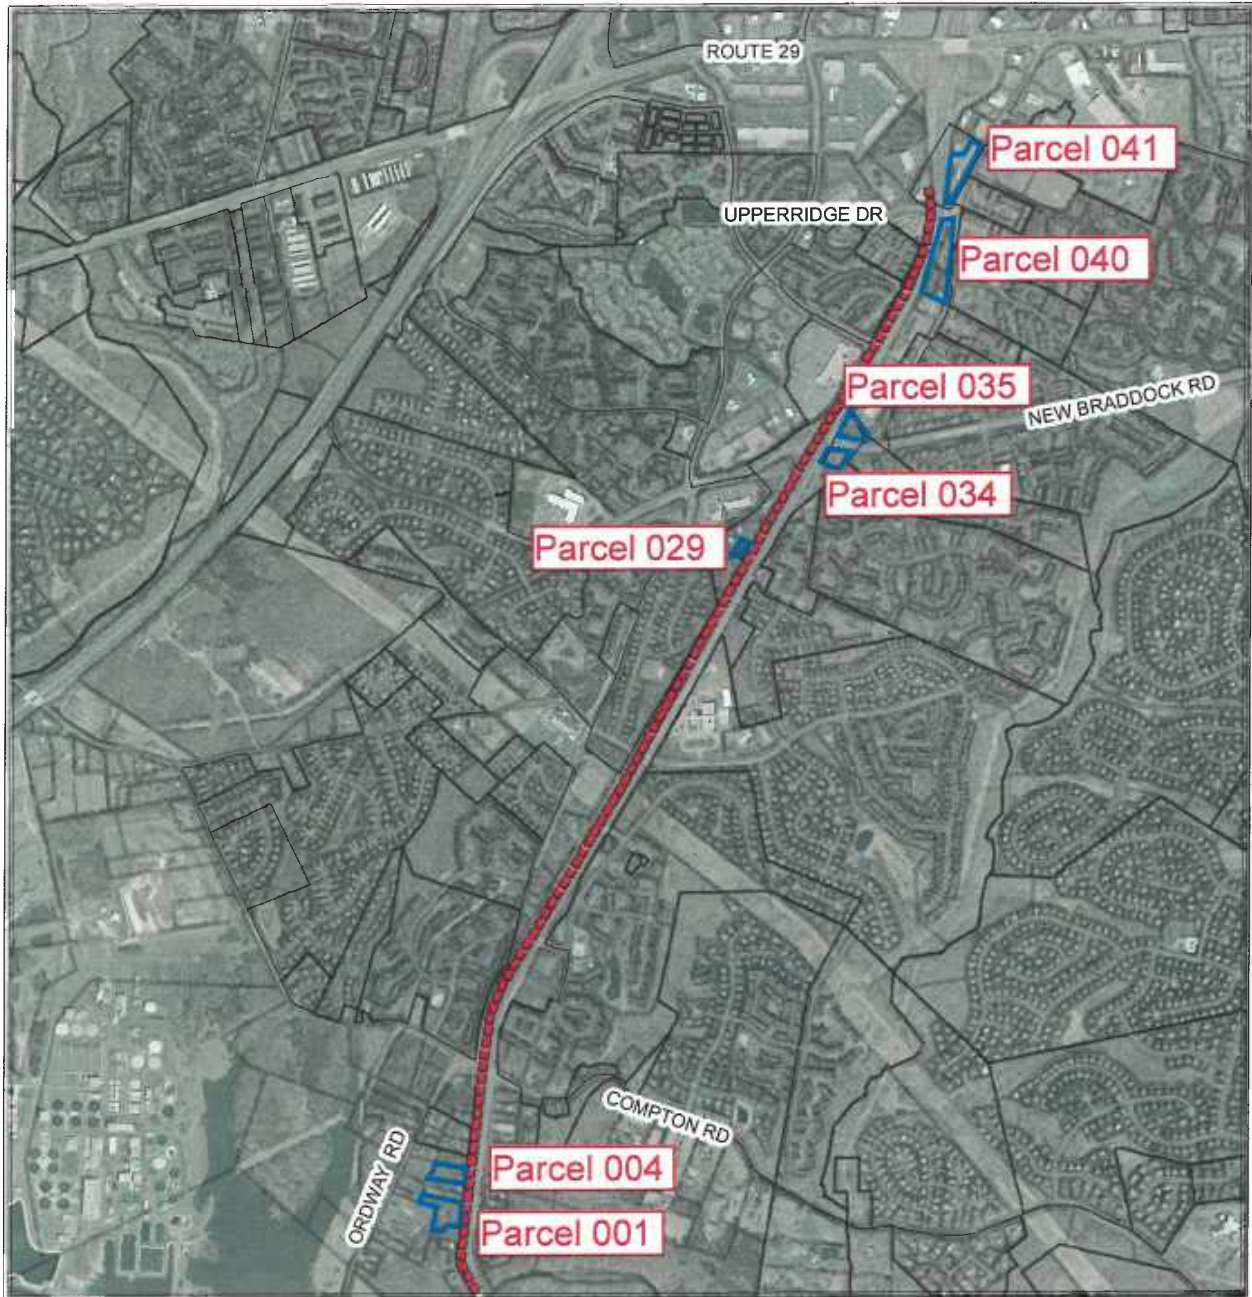 ROUTE 29
Parcel 041
UPPERRIDGE DR
Parcel 040
Parcel 035
NEW BRADDOCK RD
Parcel 034
Parcel 029
COMPTON RD
ORDWAY RD
Parcel 004
Parcel 001